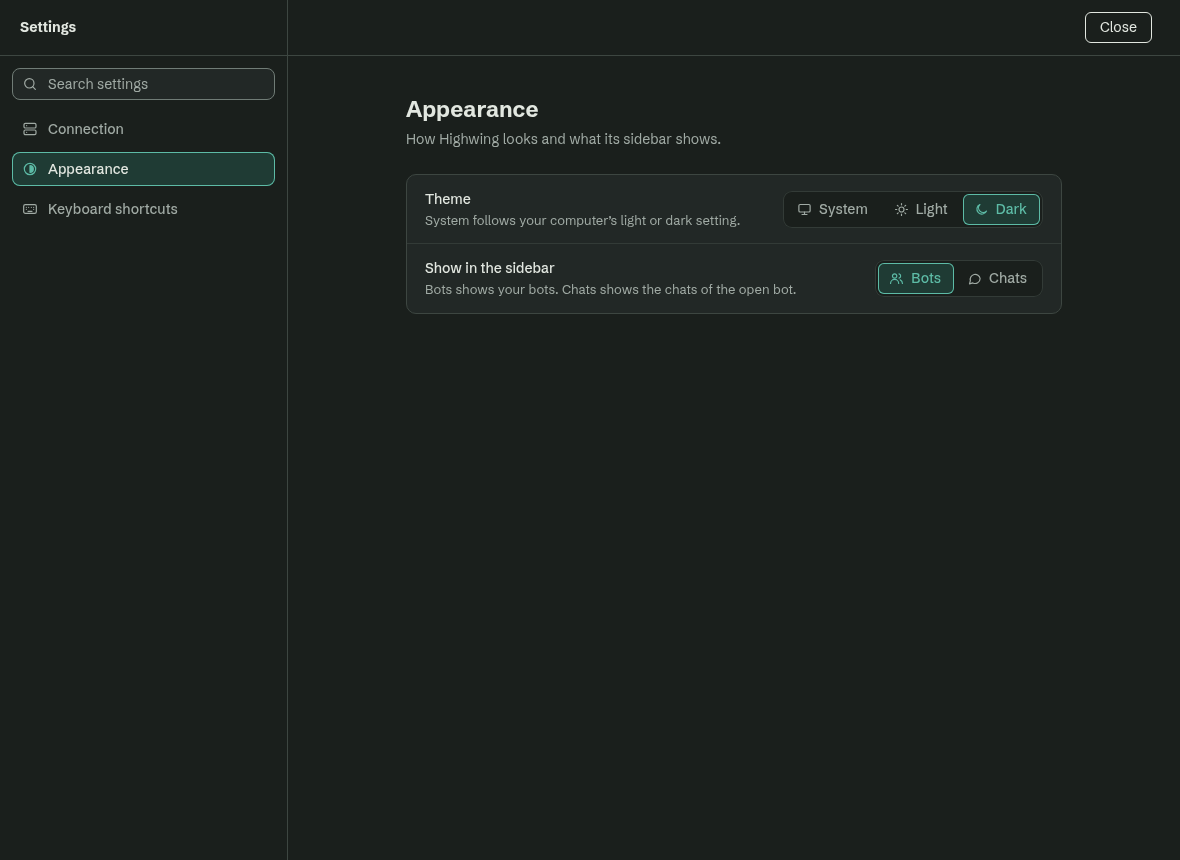 Settings
Close
Search settings
Connection
Appearance
Keyboard shortcuts
Appearance
How Highwing looks and what its sidebar shows.
Theme
System follows your computer's light or dark setting.
System
Light
Dark
Show in the sidebar
Bots shows your bots. Chats shows the chats of the open bot.
Bots
Chats